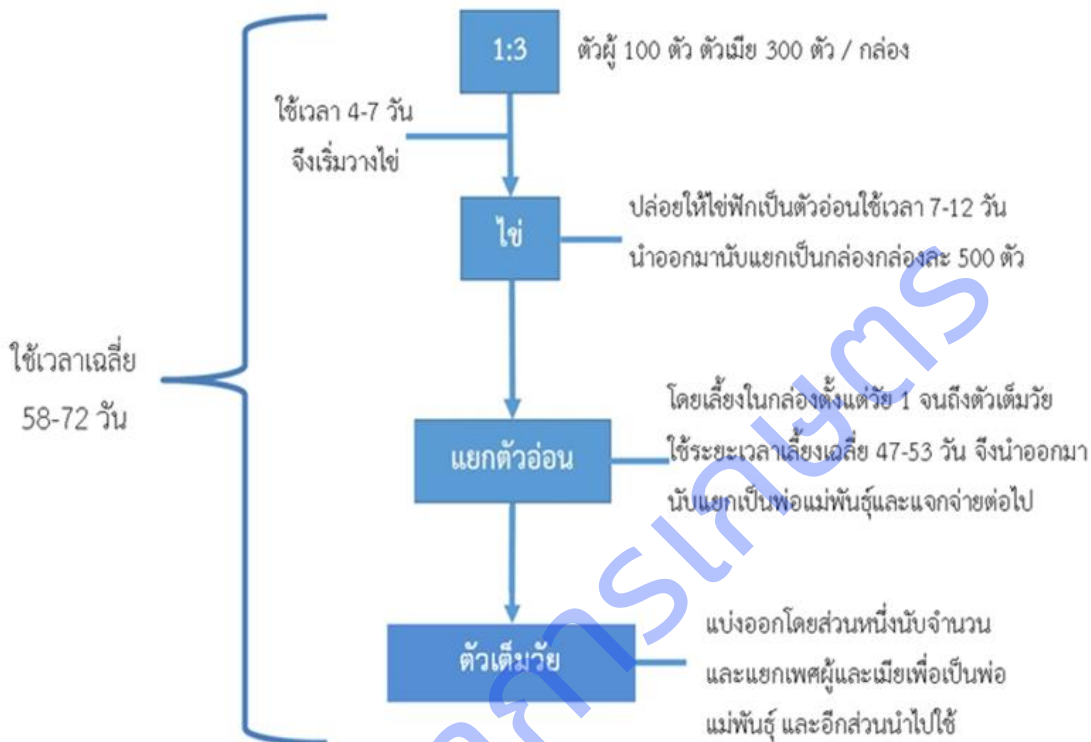 1:3
ตัวผู้ 100 ตัว ตัวเมีย 300 ตัว / กล่อง
ใช้เวลา 4-7 วัน
จึงเริ่มวางไข่
ไข่
ปล่อยให้ไข่ฟักเป็นตัวอ่อนใช้เวลา 7-12 วัน
นำออกมานับแยกเป็นกล่องกล่องละ 500 ตัว
ใช้เวลาเฉลี่ย
58-72 วัน
แยกตัวอ่อน
โดยเลี้ยงในกล่องตั้งแต่วัย 1 จนถึงตัวเต็มวัย
ใช้ระยะเวลาเลี้ยงเฉลี่ย 47-53 วัน จึงนำออกมา
นับแยกเป็นพ่อแม่พันธุ์และแจกจ่ายต่อไป
ตัวเต็มวัย
แบ่งออกโดยส่วนหนึ่งนับจำนวน
และแยกเพศผู้และเมียเพื่อเป็นพ่อ
แม่พันธุ์ และอีกส่วนนำไปใช้